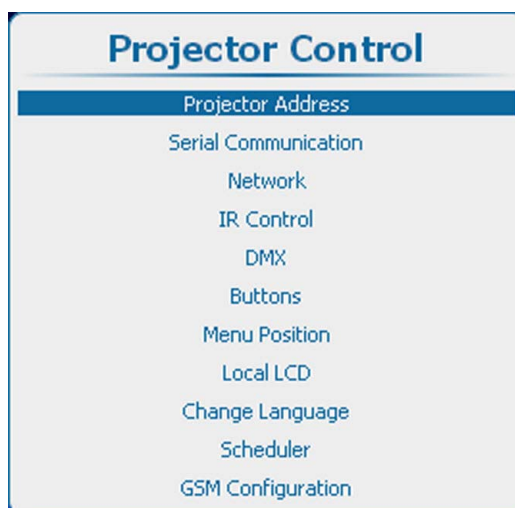 Projector Control
Projector Address
Serial Communication
Network
IR Control
DMX
Buttons
Menu Position
Local LCD
Change Language
Scheduler
GSM Configuration